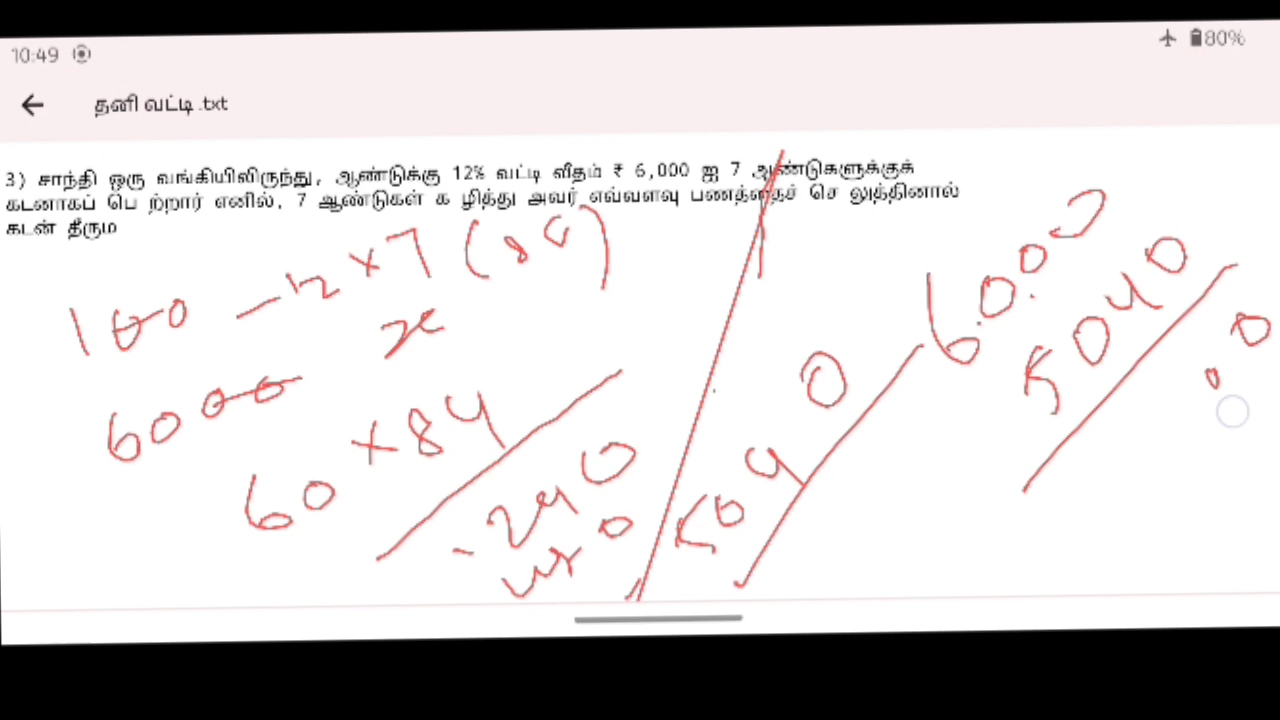 10:49
80%
தனி வட்டி.txt
3) சாந்தி ஒரு வங்கியிலிருந்து, ஆண்டுக்கு 12% வட்டி வீதம் ₹ 6,000 ஐ 7 ஆண்டுகளுக்குக்
கடனாகப் பெ ற்றார் எனில், 7 ஆண்டுகள் க ழித்து அவர் எவ்வளவு பணத்தைச் செ லுத்தினால்
கடன் தீரும
100 - 12 × 7 (84)
6000 x
60 × 84
240
5040
6000
5040